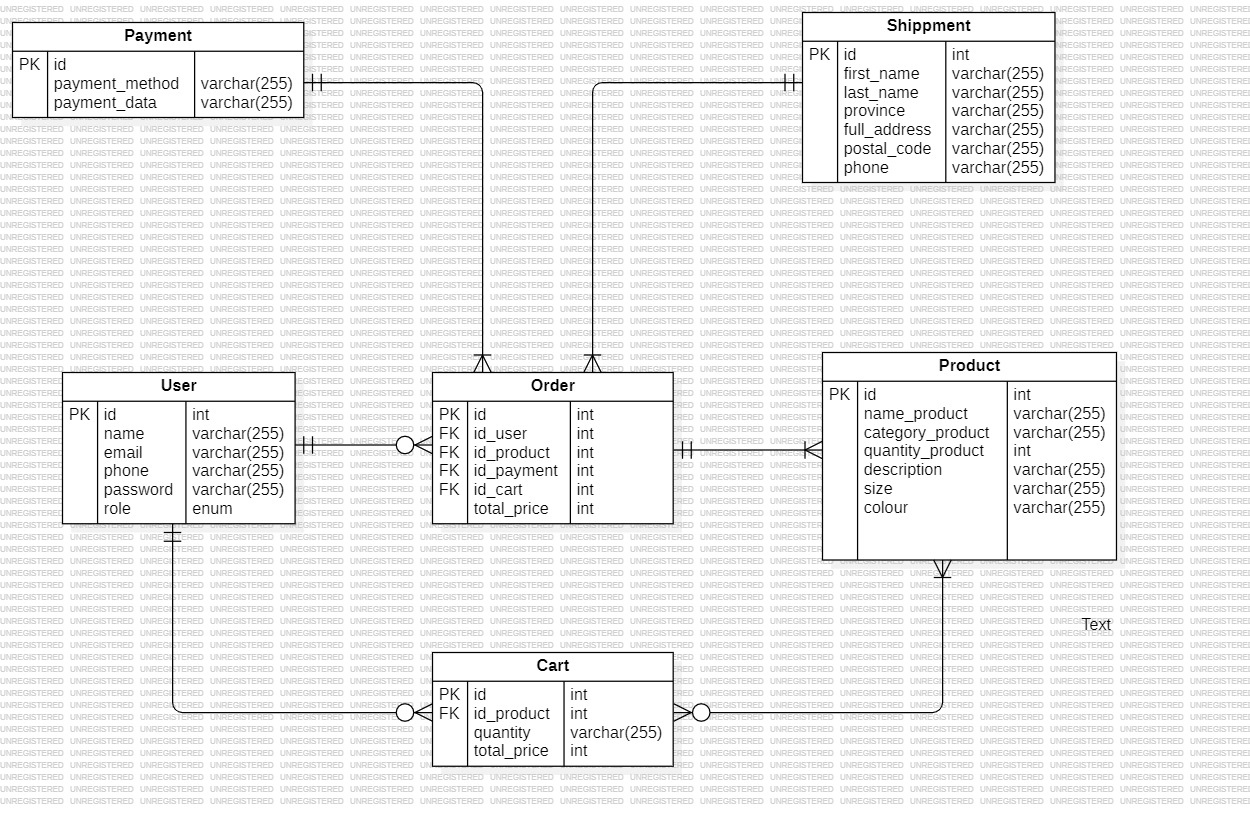 Payment
PK id
payment_method varchar(255)
payment_data varchar(255)
Shippment
PK id int
first_name varchar(255)
last_name varchar(255)
province varchar(255)
full_address varchar(255)
postal_code varchar(255)
phone varchar(255)
User
PK id int
name varchar(255)
email varchar(255)
phone varchar(255)
password varchar(255)
role enum
Order
PK id int
FK id_user int
FK id_product int
FK id_payment int
FK id_cart int
total_price int
Product
PK id int
name_product varchar(255)
category_product varchar(255)
quantity_product int
description varchar(255)
size varchar(255)
colour varchar(255)
Text
Cart
PK id int
FK id_product int
quantity varchar(255)
total_price int
UNREGISTERED